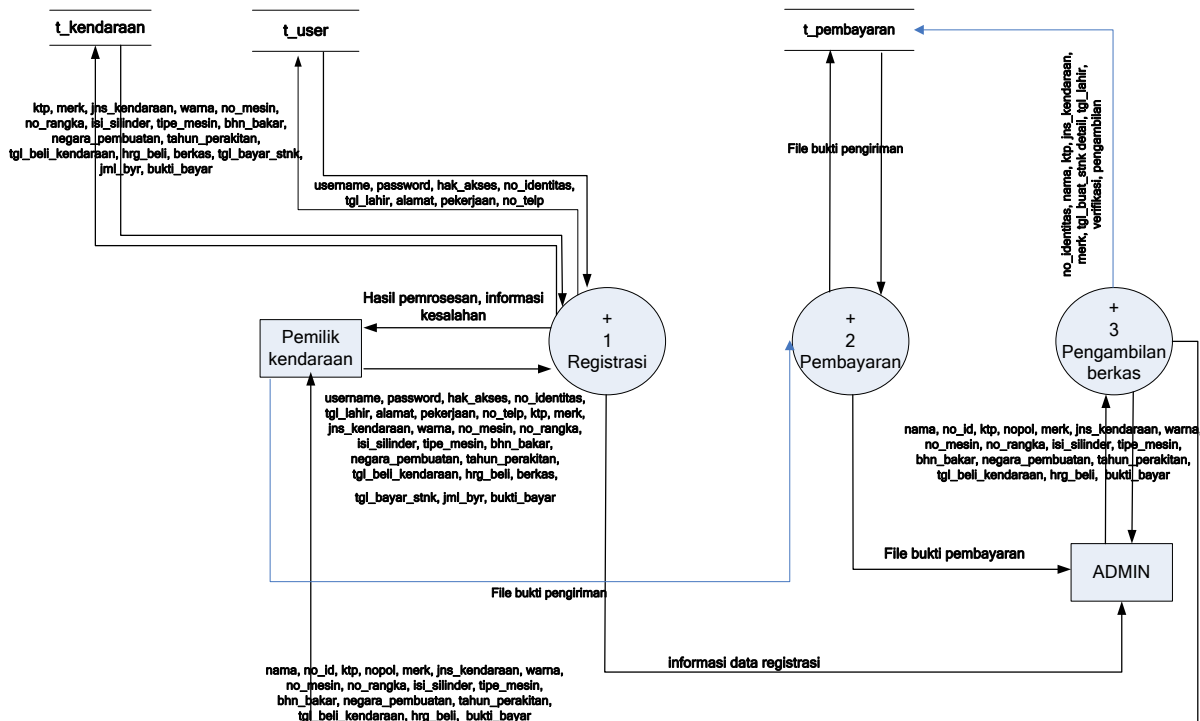 t_kendaraan
t_user
t_pembayaran
ktp, merk, jns_kendaraan, warna, no_mesin,
no_rangka, isi_silinder, tipe_mesin, bhn_bakar,
negara_pembuatan, tahun_perakitan,
tgl_beli_kendaraan, hrg_beli, berkas, tgl_bayar_stnk,
jml_byr, bukti_bayar
username, password, hak_akses, no_identitas,
tgl_lahir, alamat, pekerjaan, no_telp
File bukti pengiriman
no_identitas, nama, ktp, jns_kendaraan,
merk, tgl_buat_stnk detail, tgl_lahir,
verifikasi, pengambilan
Hasil pemrosesan, informasi
kesalahan
Pemilik
kendaraan
+
1
Registrasi
+
2
Pembayaran
+
3
Pengambilan
berkas
username, password, hak_akses, no_identitas,
tgl_lahir, alamat, pekerjaan, no_telp, ktp, merk,
jns_kendaraan, warna, no_mesin, no_rangka,
isi_silinder, tipe_mesin, bhn_bakar,
negara_pembuatan, tahun_perakitan,
tgl_beli_kendaraan, hrg_beli, berkas,
tgl_bayar_stnk, jml_byr, bukti_bayar
nama, no_id, ktp, nopol, merk, jns_kendaraan, warna,
no_mesin, no_rangka, isi_silinder, tipe_mesin,
bhn_bakar, negara_pembuatan, tahun_perakitan,
tgl_beli_kendaraan, hrg_beli, bukti_bayar
File bukti pembayaran
ADMIN
File bukti pengiriman
informasi data registrasi
nama, no_id, ktp, nopol, merk, jns_kendaraan, warna,
no_mesin, no_rangka, isi_silinder, tipe_mesin,
bhn_bakar, negara_pembuatan, tahun_perakitan,
tgl_beli_kendaraan, hrg_beli, bukti_bayar